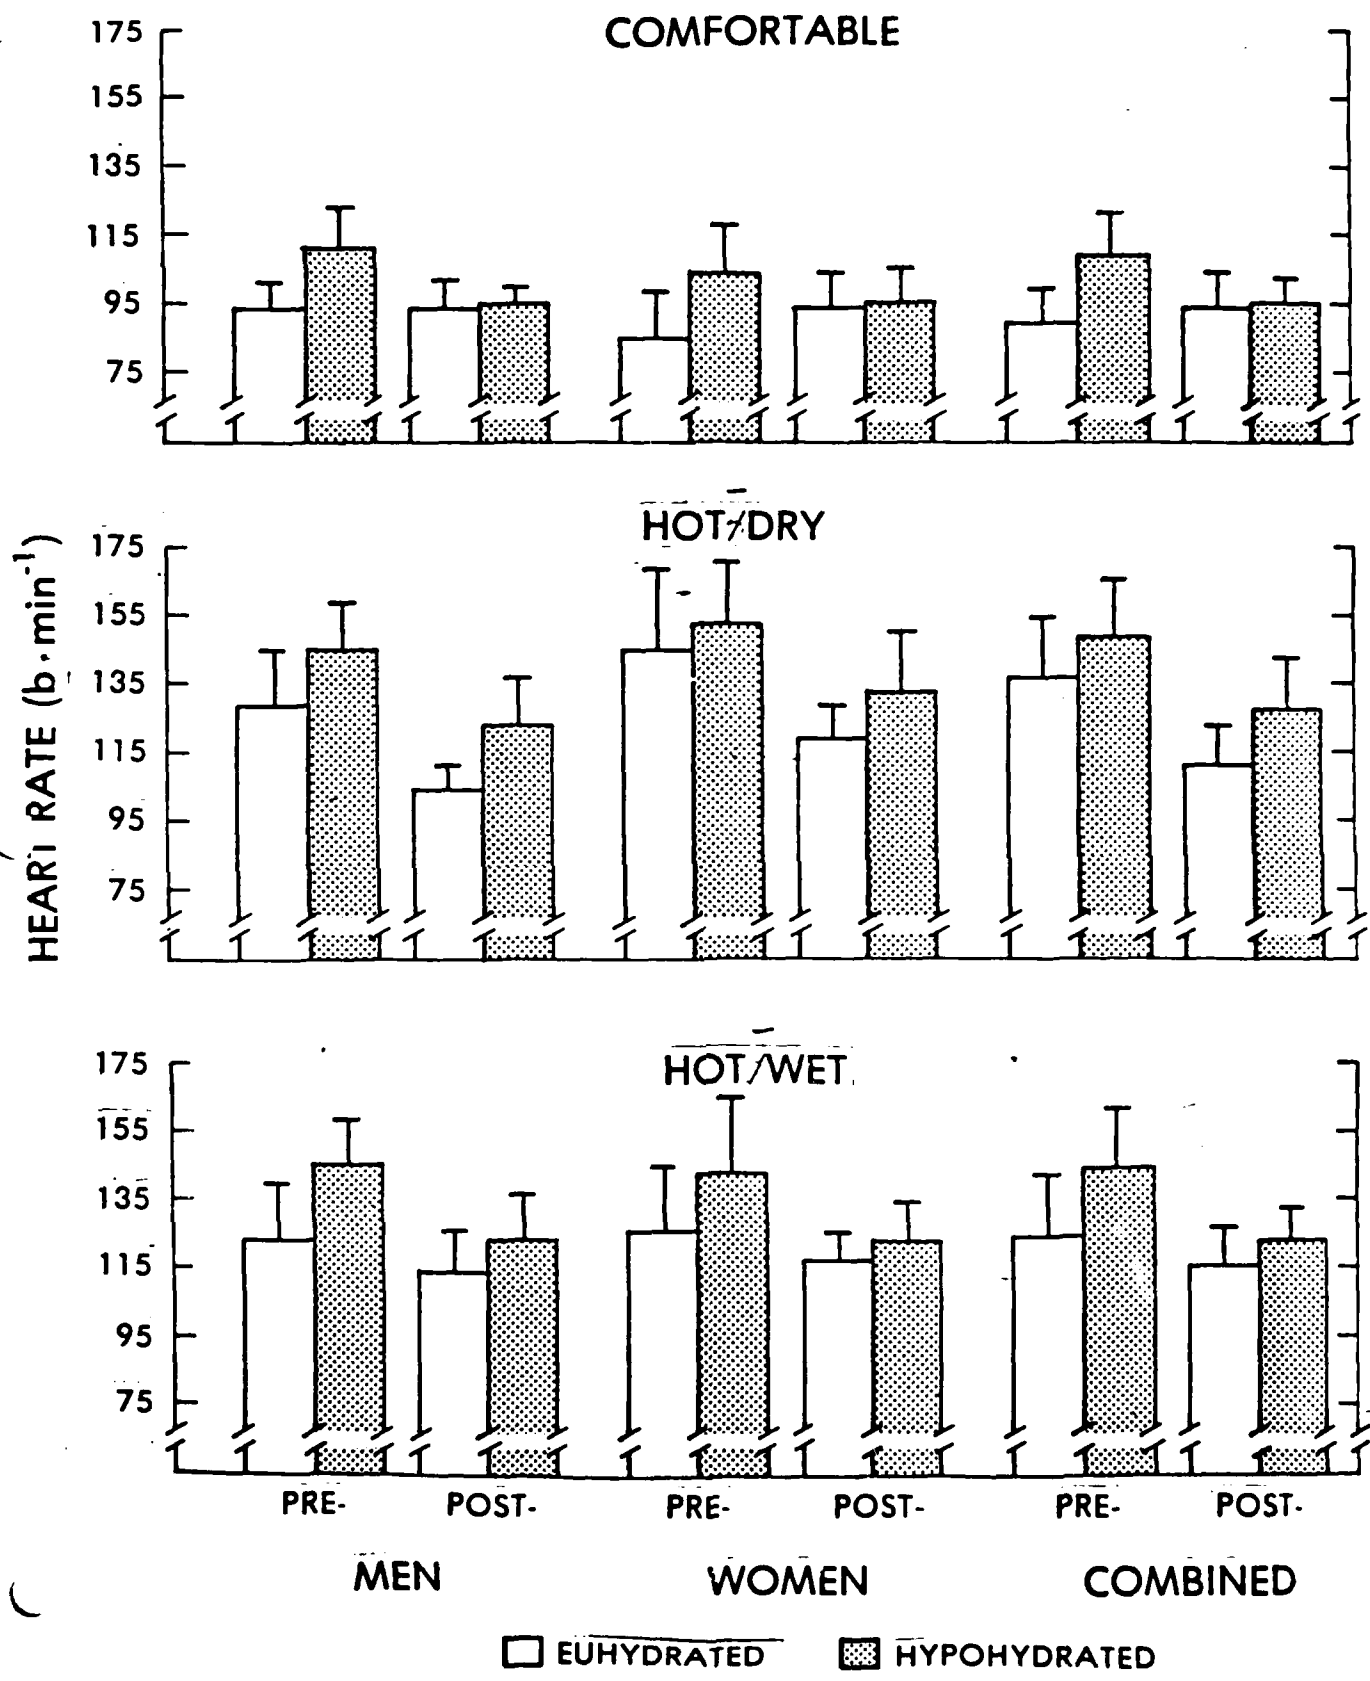 COMFORTABLE
175
155
135
115
95
75
HOT/DRY
175
155
135
115
95
75
HEART RATE (b·min⁻¹)
HOT/WET
175
155
135
115
95
75
PRE- POST- PRE- POST- PRE- POST-
MEN WOMEN COMBINED
EUHYDRATED HYPOHYDRATED